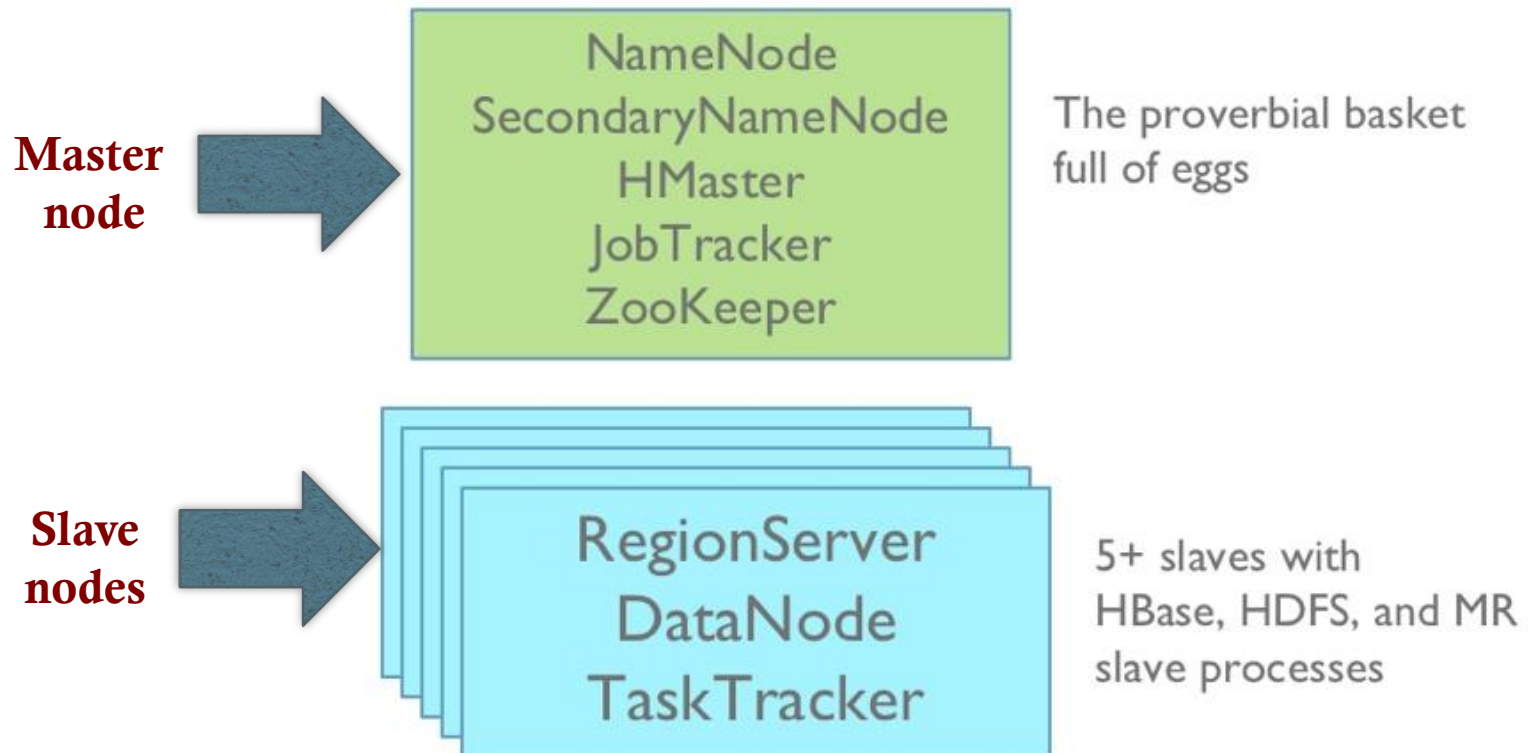 Master
node
NameNode
SecondaryNameNode
HMaster
JobTracker
ZooKeeper
The proverbial basket
full of eggs
Slave
nodes
RegionServer
DataNode
TaskTracker
5+ slaves with
HBase, HDFS, and MR
slave processes